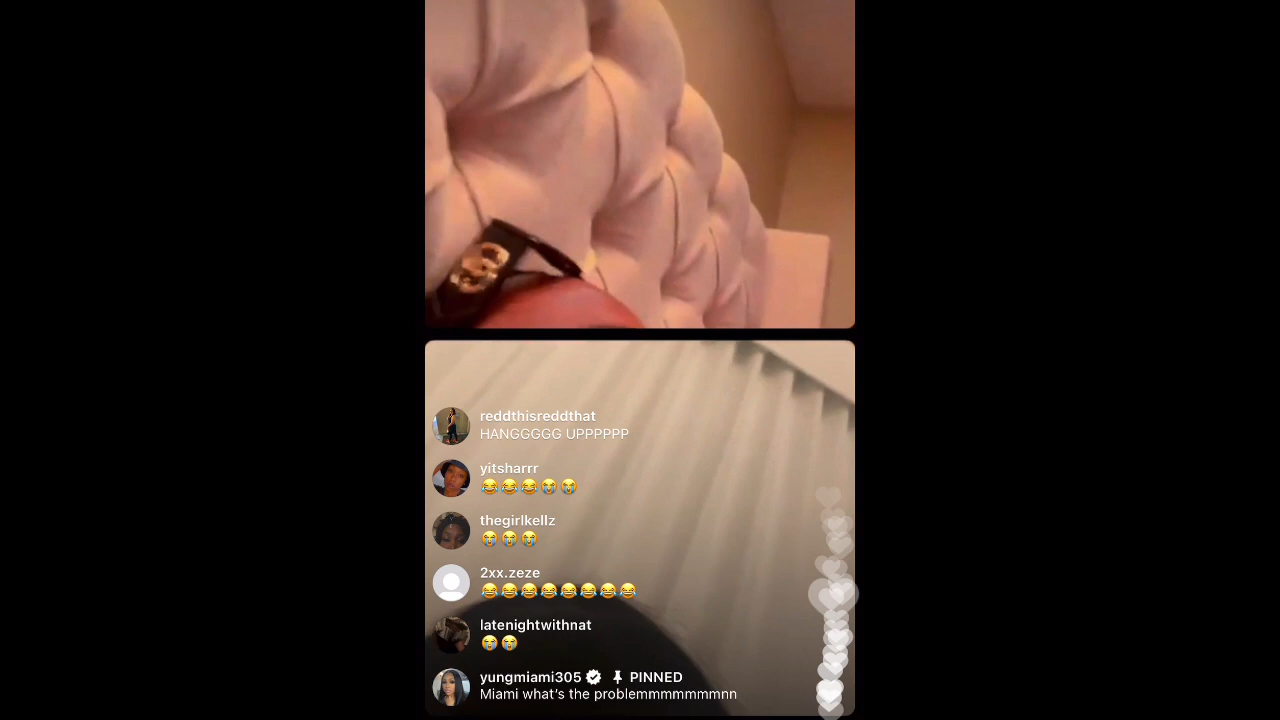 reddthisreddthat
HANGGGGG UPPPPPP
yitsharrr
😂😂😂😭😭
thegirlkellz
😭😭😭
2xx.zeze
😂😂😂😂😂😂😂😂
latenightwithnat
😭😭
yungmiami305 PINNED
Miami what's the problemmmmmmmnn